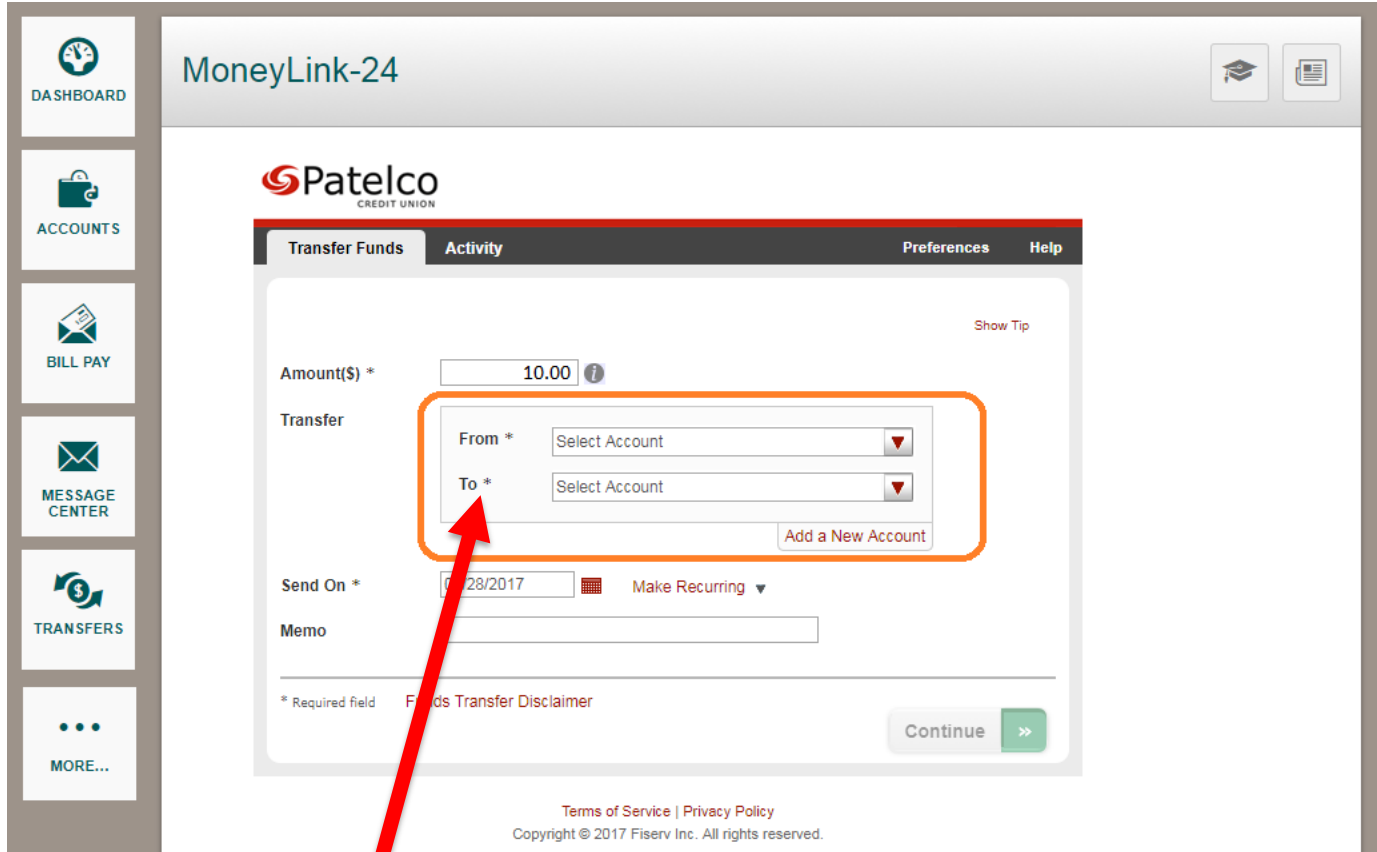 DASHBOARD
ACCOUNTS
BILL PAY
MESSAGE
CENTER
TRANSFERS
MORE...
MoneyLink-24
Patelco
CREDIT UNION
Transfer Funds Activity Preferences Help
Show Tip
Amount($) * 10.00
Transfer
From * Select Account
To * Select Account
Add a New Account
Send On * /28/2017 Make Recurring
Memo
* Required field Transfer Disclaimer
Continue »
Terms of Service | Privacy Policy
Copyright © 2017 Fiserv Inc. All rights reserved.